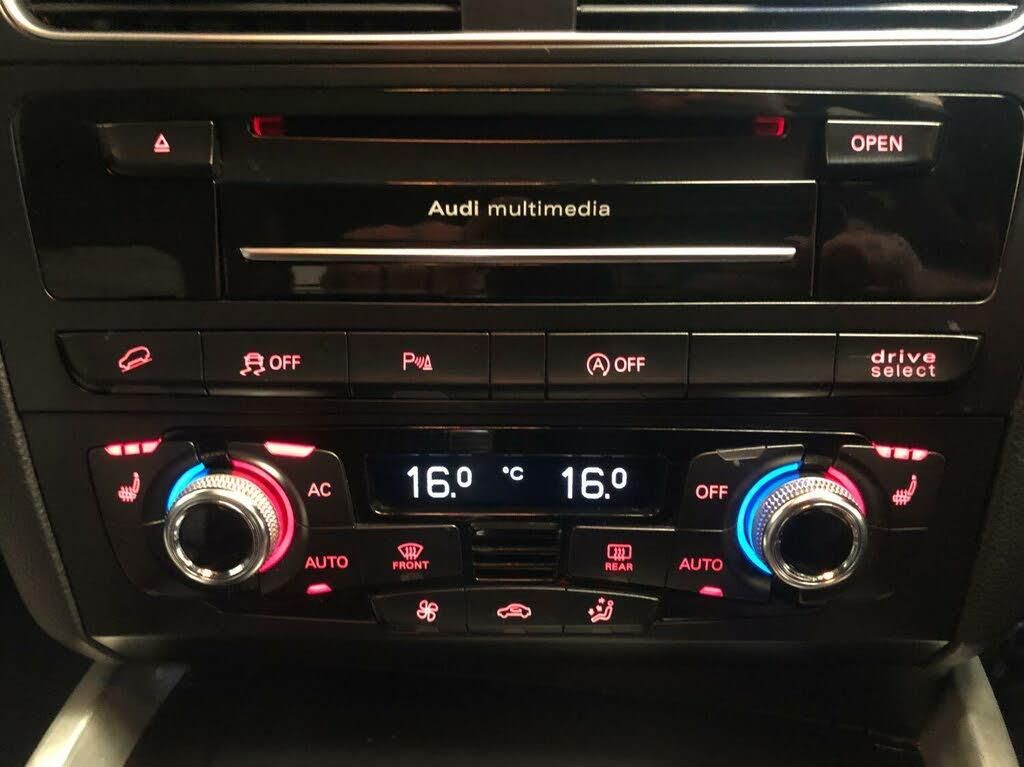 OPEN
Audi multimedia
OFF
P
A OFF
drive
select
16.0 °C 16.0
AC
OFF
AUTO
FRONT
REAR
AUTO